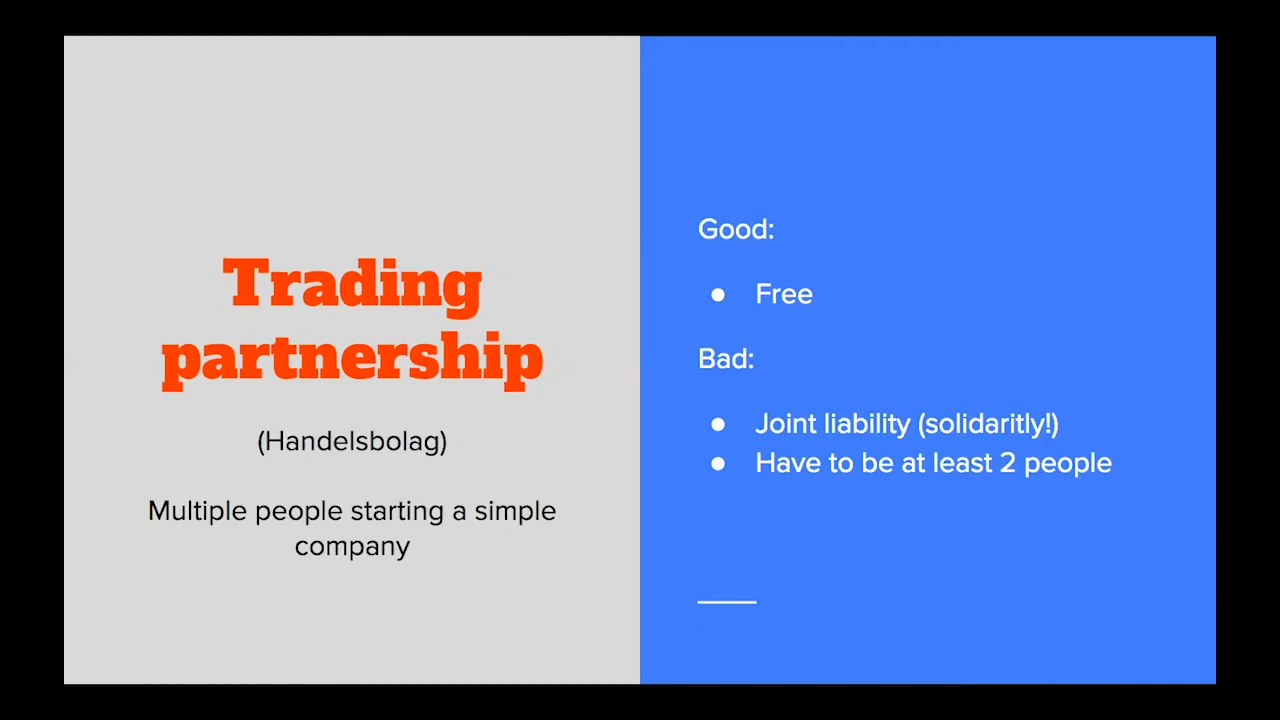 Trading
partnership
(Handelsbolag)
Multiple people starting a simple
company
Good:
● Free
Bad:
● Joint liability (solidaritly!)
● Have to be at least 2 people